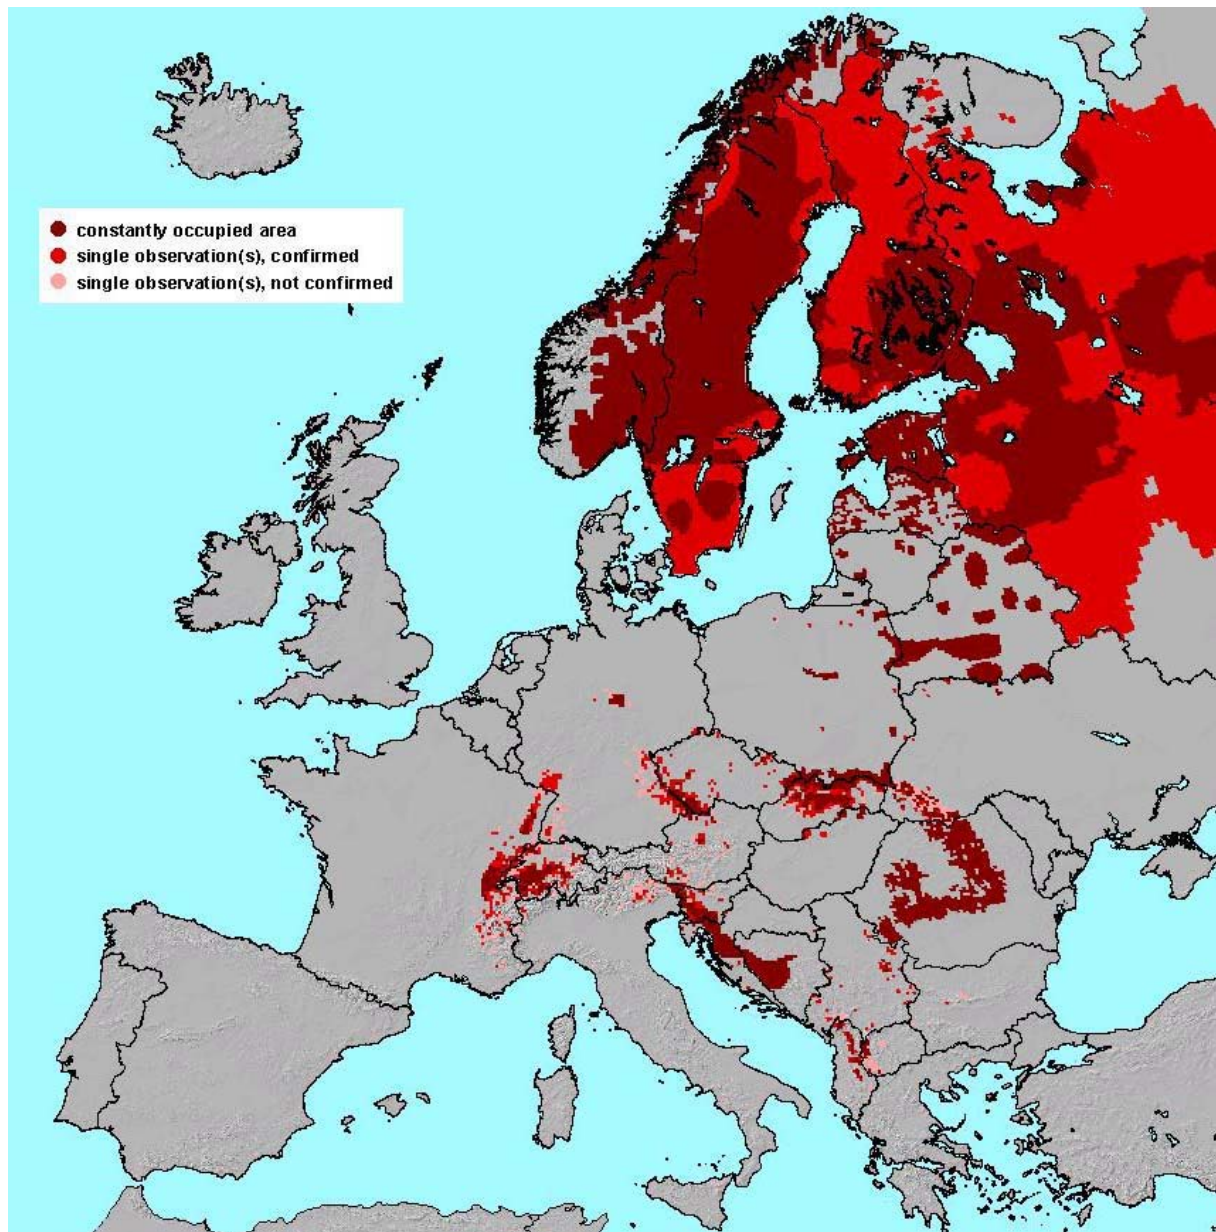 constantly occupied area
single observation(s), confirmed
single observation(s), not confirmed